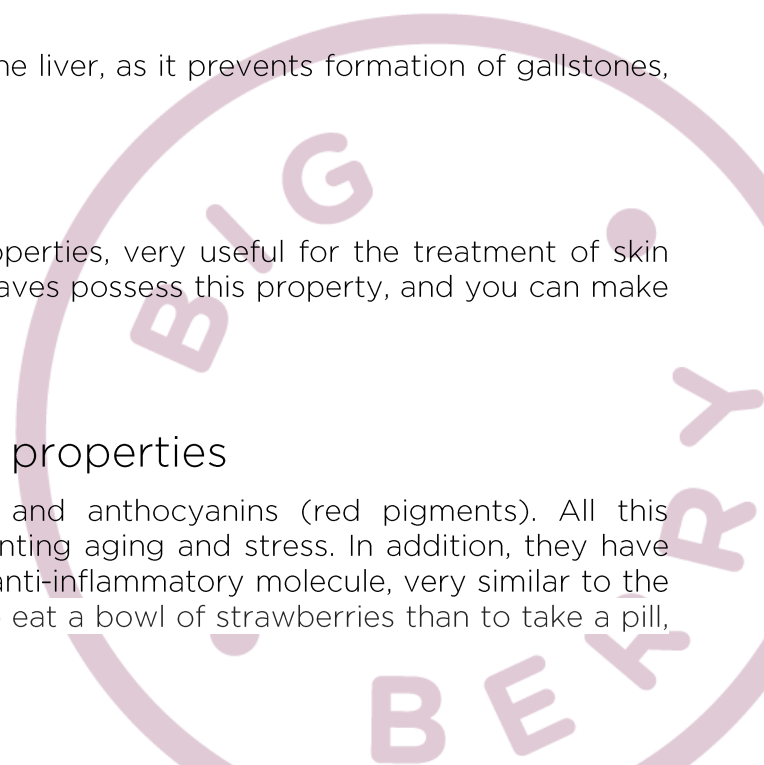 he liver, as it prevents formation of gallstones,
operties, very useful for the treatment of skin
aves possess this property, and you can make
properties
and anthocyanins (red pigments). All this
nting aging and stress. In addition, they have
anti-inflammatory molecule, very similar to the
eat a bowl of strawberries than to take a pill,
BIG
BERRY